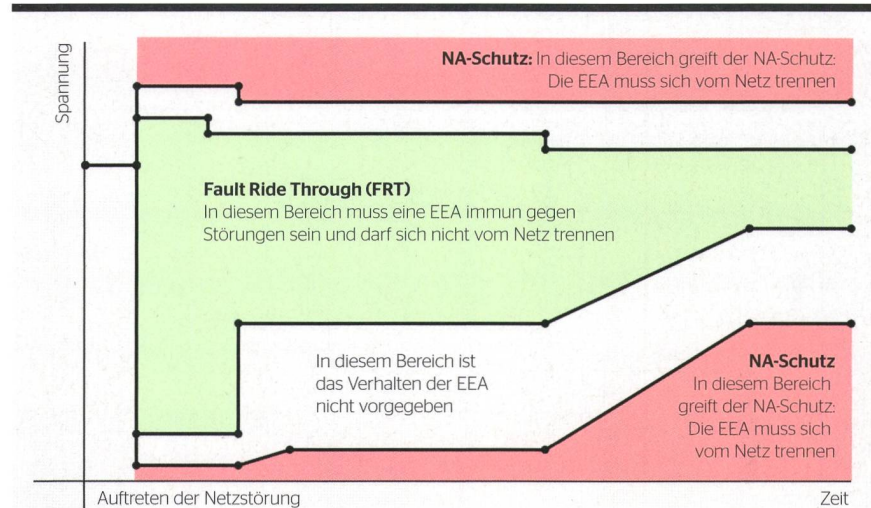 Spannung
NA-Schutz: In diesem Bereich greift der NA-Schutz:
Die EEA muss sich vom Netz trennen
Fault Ride Through (FRT)
In diesem Bereich muss eine EEA immun gegen
Störungen sein und darf sich nicht vom Netz trennen
In diesem Bereich ist
das Verhalten der EEA
nicht vorgegeben
NA-Schutz
In diesem Bereich
greift der NA-Schutz:
Die EEA muss sich
vom Netz trennen
Auftreten der Netzstörung
Zeit